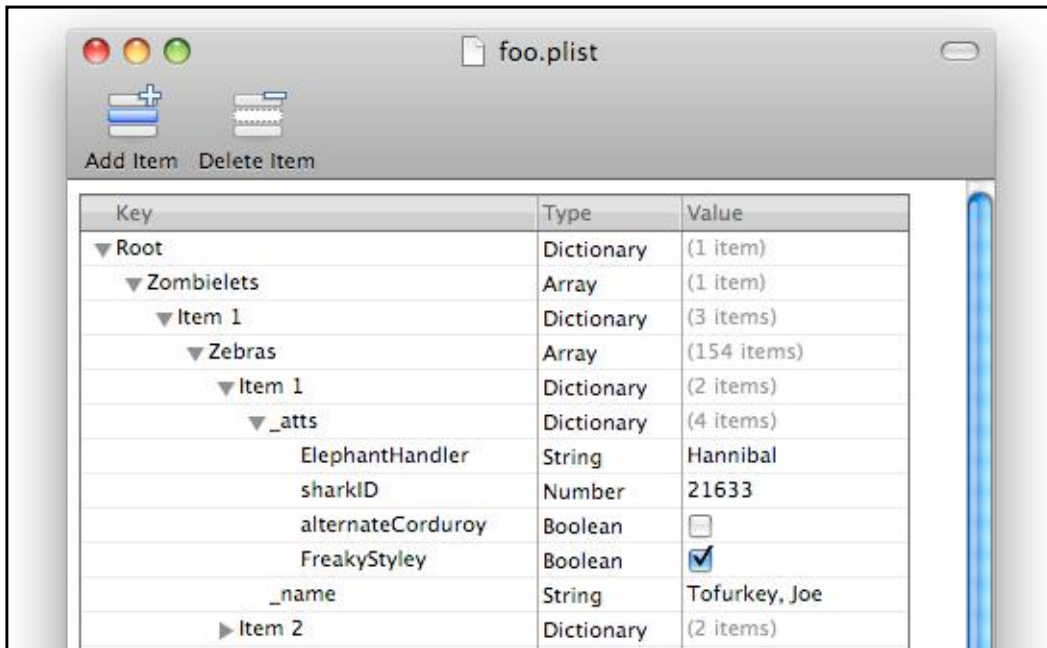 foo.plist
Add Item Delete Item
Key Type Value
Root Dictionary (1 item)
Zombielets Array (1 item)
Item 1 Dictionary (3 items)
Zebras Array (154 items)
Item 1 Dictionary (2 items)
_atts Dictionary (4 items)
ElephantHandler String Hannibal
sharkID Number 21633
alternateCorduroy Boolean
FreakyStyley Boolean
_name String Tofurkey, Joe
Item 2 Dictionary (2 items)